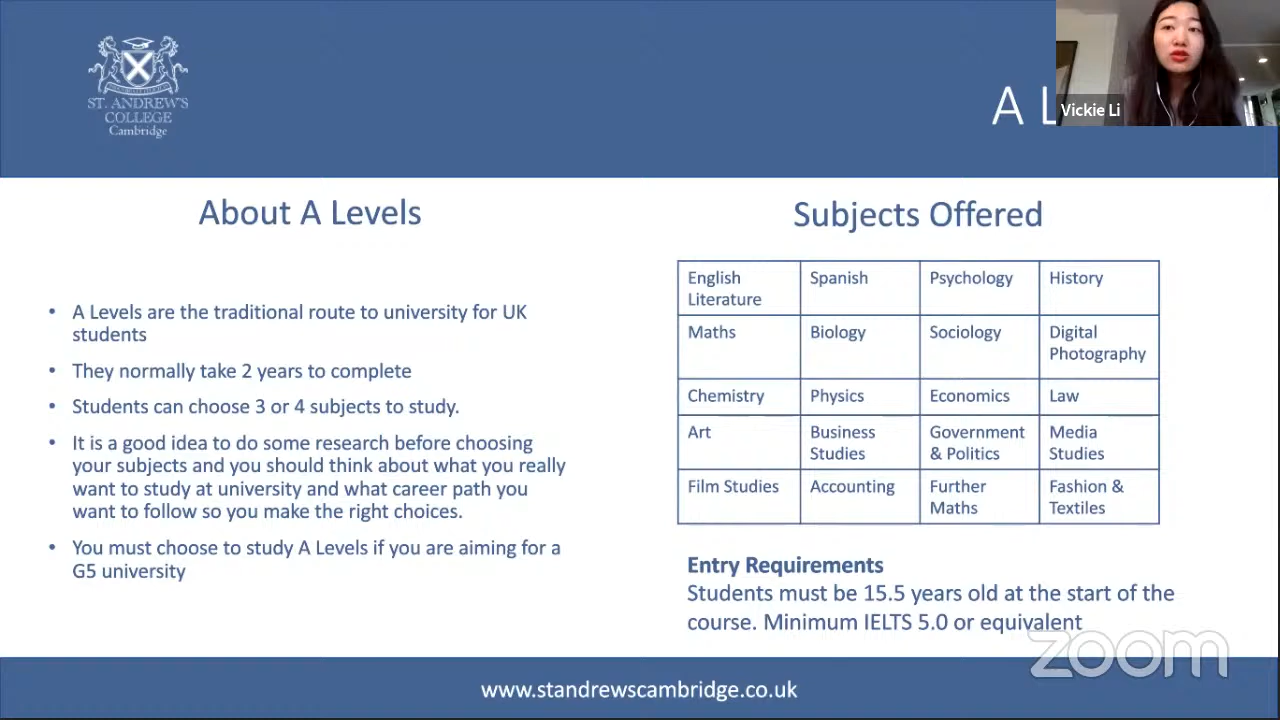 ST. ANDREW'S
COLLEGE
Cambridge
A L
Vickie Li
About A Levels
• A Levels are the traditional route to university for UK
students
• They normally take 2 years to complete
• Students can choose 3 or 4 subjects to study.
• It is a good idea to do some research before choosing
your subjects and you should think about what you really
want to study at university and what career path you
want to follow so you make the right choices.
• You must choose to study A Levels if you are aiming for a
G5 university
Subjects Offered
English Literature Spanish Psychology History
Maths Biology Sociology Digital Photography
Chemistry Physics Economics Law
Art Business Studies Government & Politics Media Studies
Film Studies Accounting Further Maths Fashion & Textiles
Entry Requirements
Students must be 15.5 years old at the start of the
course. Minimum IELTS 5.0 or equivalent
zoom
www.standrewscambridge.co.uk